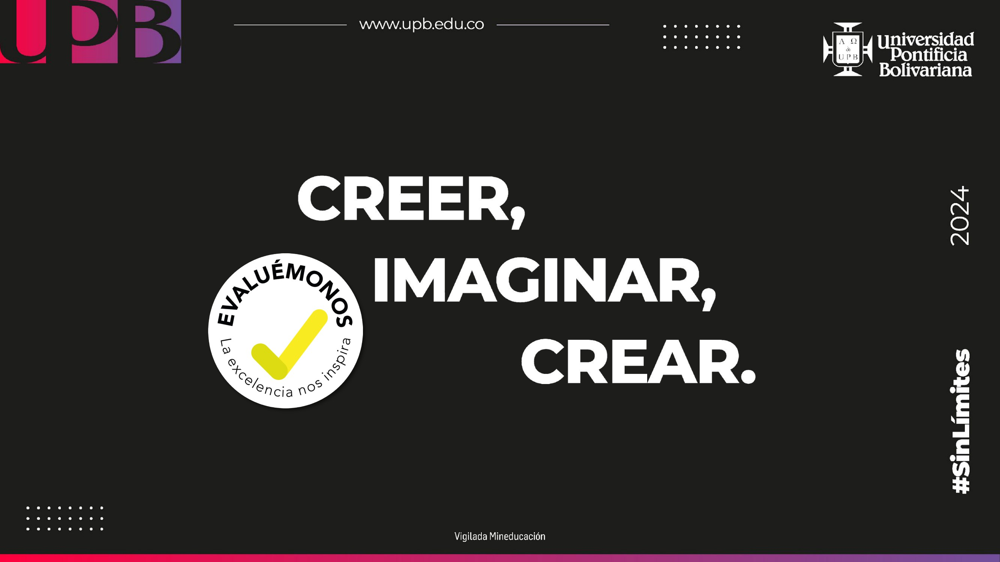 UPB
www.upb.edu.co
Α Ω
UPB
Universidad
Pontificia
Bolivariana
CREER,
IMAGINAR,
CREAR.
EVALUÉMONOS
La excelencia nos inspira
2024
#SinLímites
Vigilada Mineducación